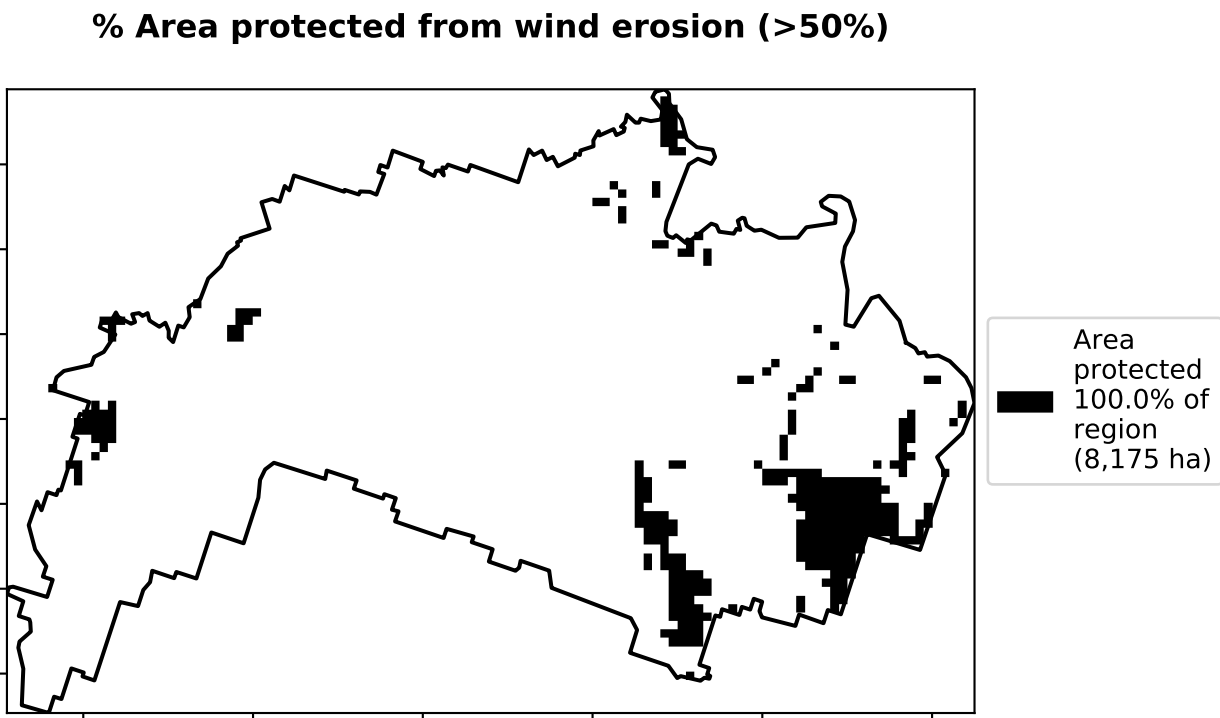 % Area protected from wind erosion (>50%)
Area
protected
100.0% of
region
(8,175 ha)